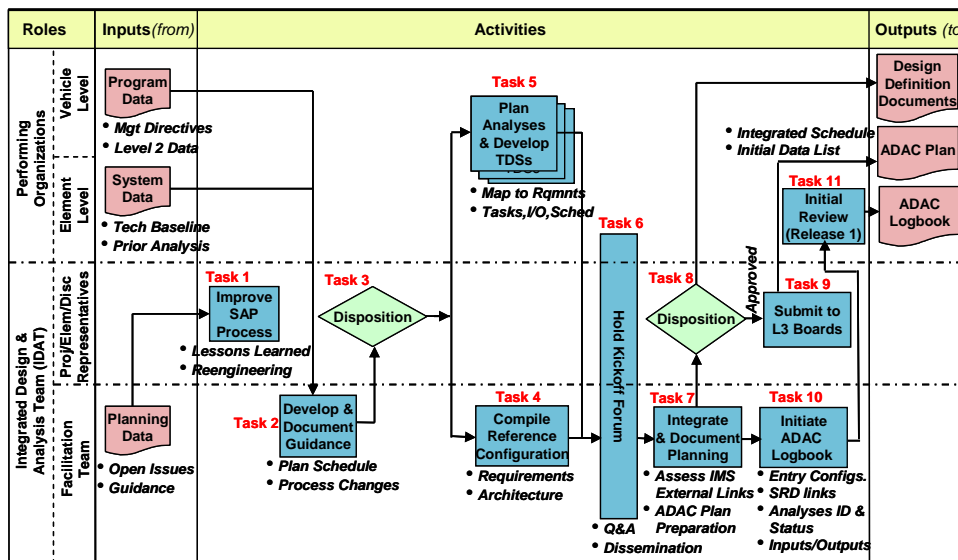 Roles
Inputs(from)
Activities
Outputs (to
Performing
Organizations
Vehicle
Level
Element
Level
Integrated Design &
Analysis Team (IDAT)
Proj/Elem/Disc
Representatives
Facilitation
Team
Program
Data
• Mgt Directives
• Level 2 Data
System
Data
• Tech Baseline
• Prior Analysis
Planning
Data
• Open Issues
• Guidance
Task 1
Improve
SAP
Process
• Lessons Learned
• Reengineering
Task 2
Develop &
Document
Guidance
• Plan Schedule
• Process Changes
Task 3
Disposition
Task 5
Plan
Analyses
& Develop
TDSs
TDSs
• Map to Rqmnts
• Tasks,I/O,Sched
Task 4
Compile
Reference
Configuration
• Requirements
• Architecture
Task 6
Hold Kickoff Forum
• Q&A
• Dissemination
Task 8
Disposition
Approved
Task 7
Integrate
& Document
Planning
• Assess IMS
External Links
• ADAC Plan
Preparation
Task 9
Submit to
L3 Boards
Task 10
Initiate
ADAC
Logbook
• Entry Configs.
• SRD links
• Analyses ID &
Status
• Inputs/Outputs
• Integrated Schedule
• Initial Data List
Task 11
Initial
Review
(Release 1)
Design
Definition
Documents
ADAC Plan
ADAC
Logbook